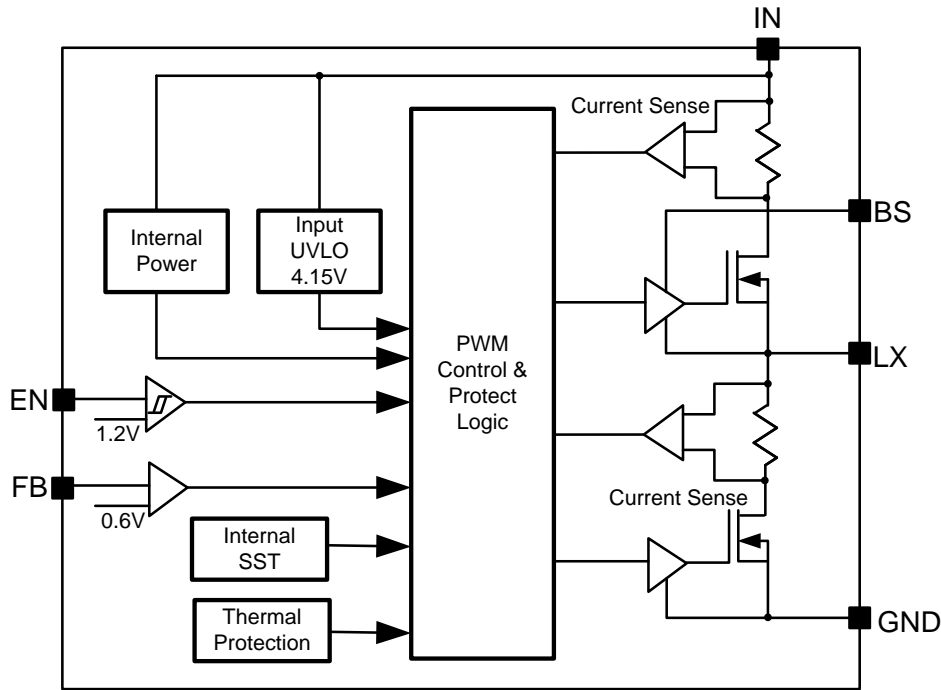 IN
Current Sense
BS
Internal
Power
Input
UVLO
4.15V
PWM
Control &
Protect
Logic
LX
EN
1.2V
FB
0.6V
Current Sense
Internal
SST
Thermal
Protection
GND